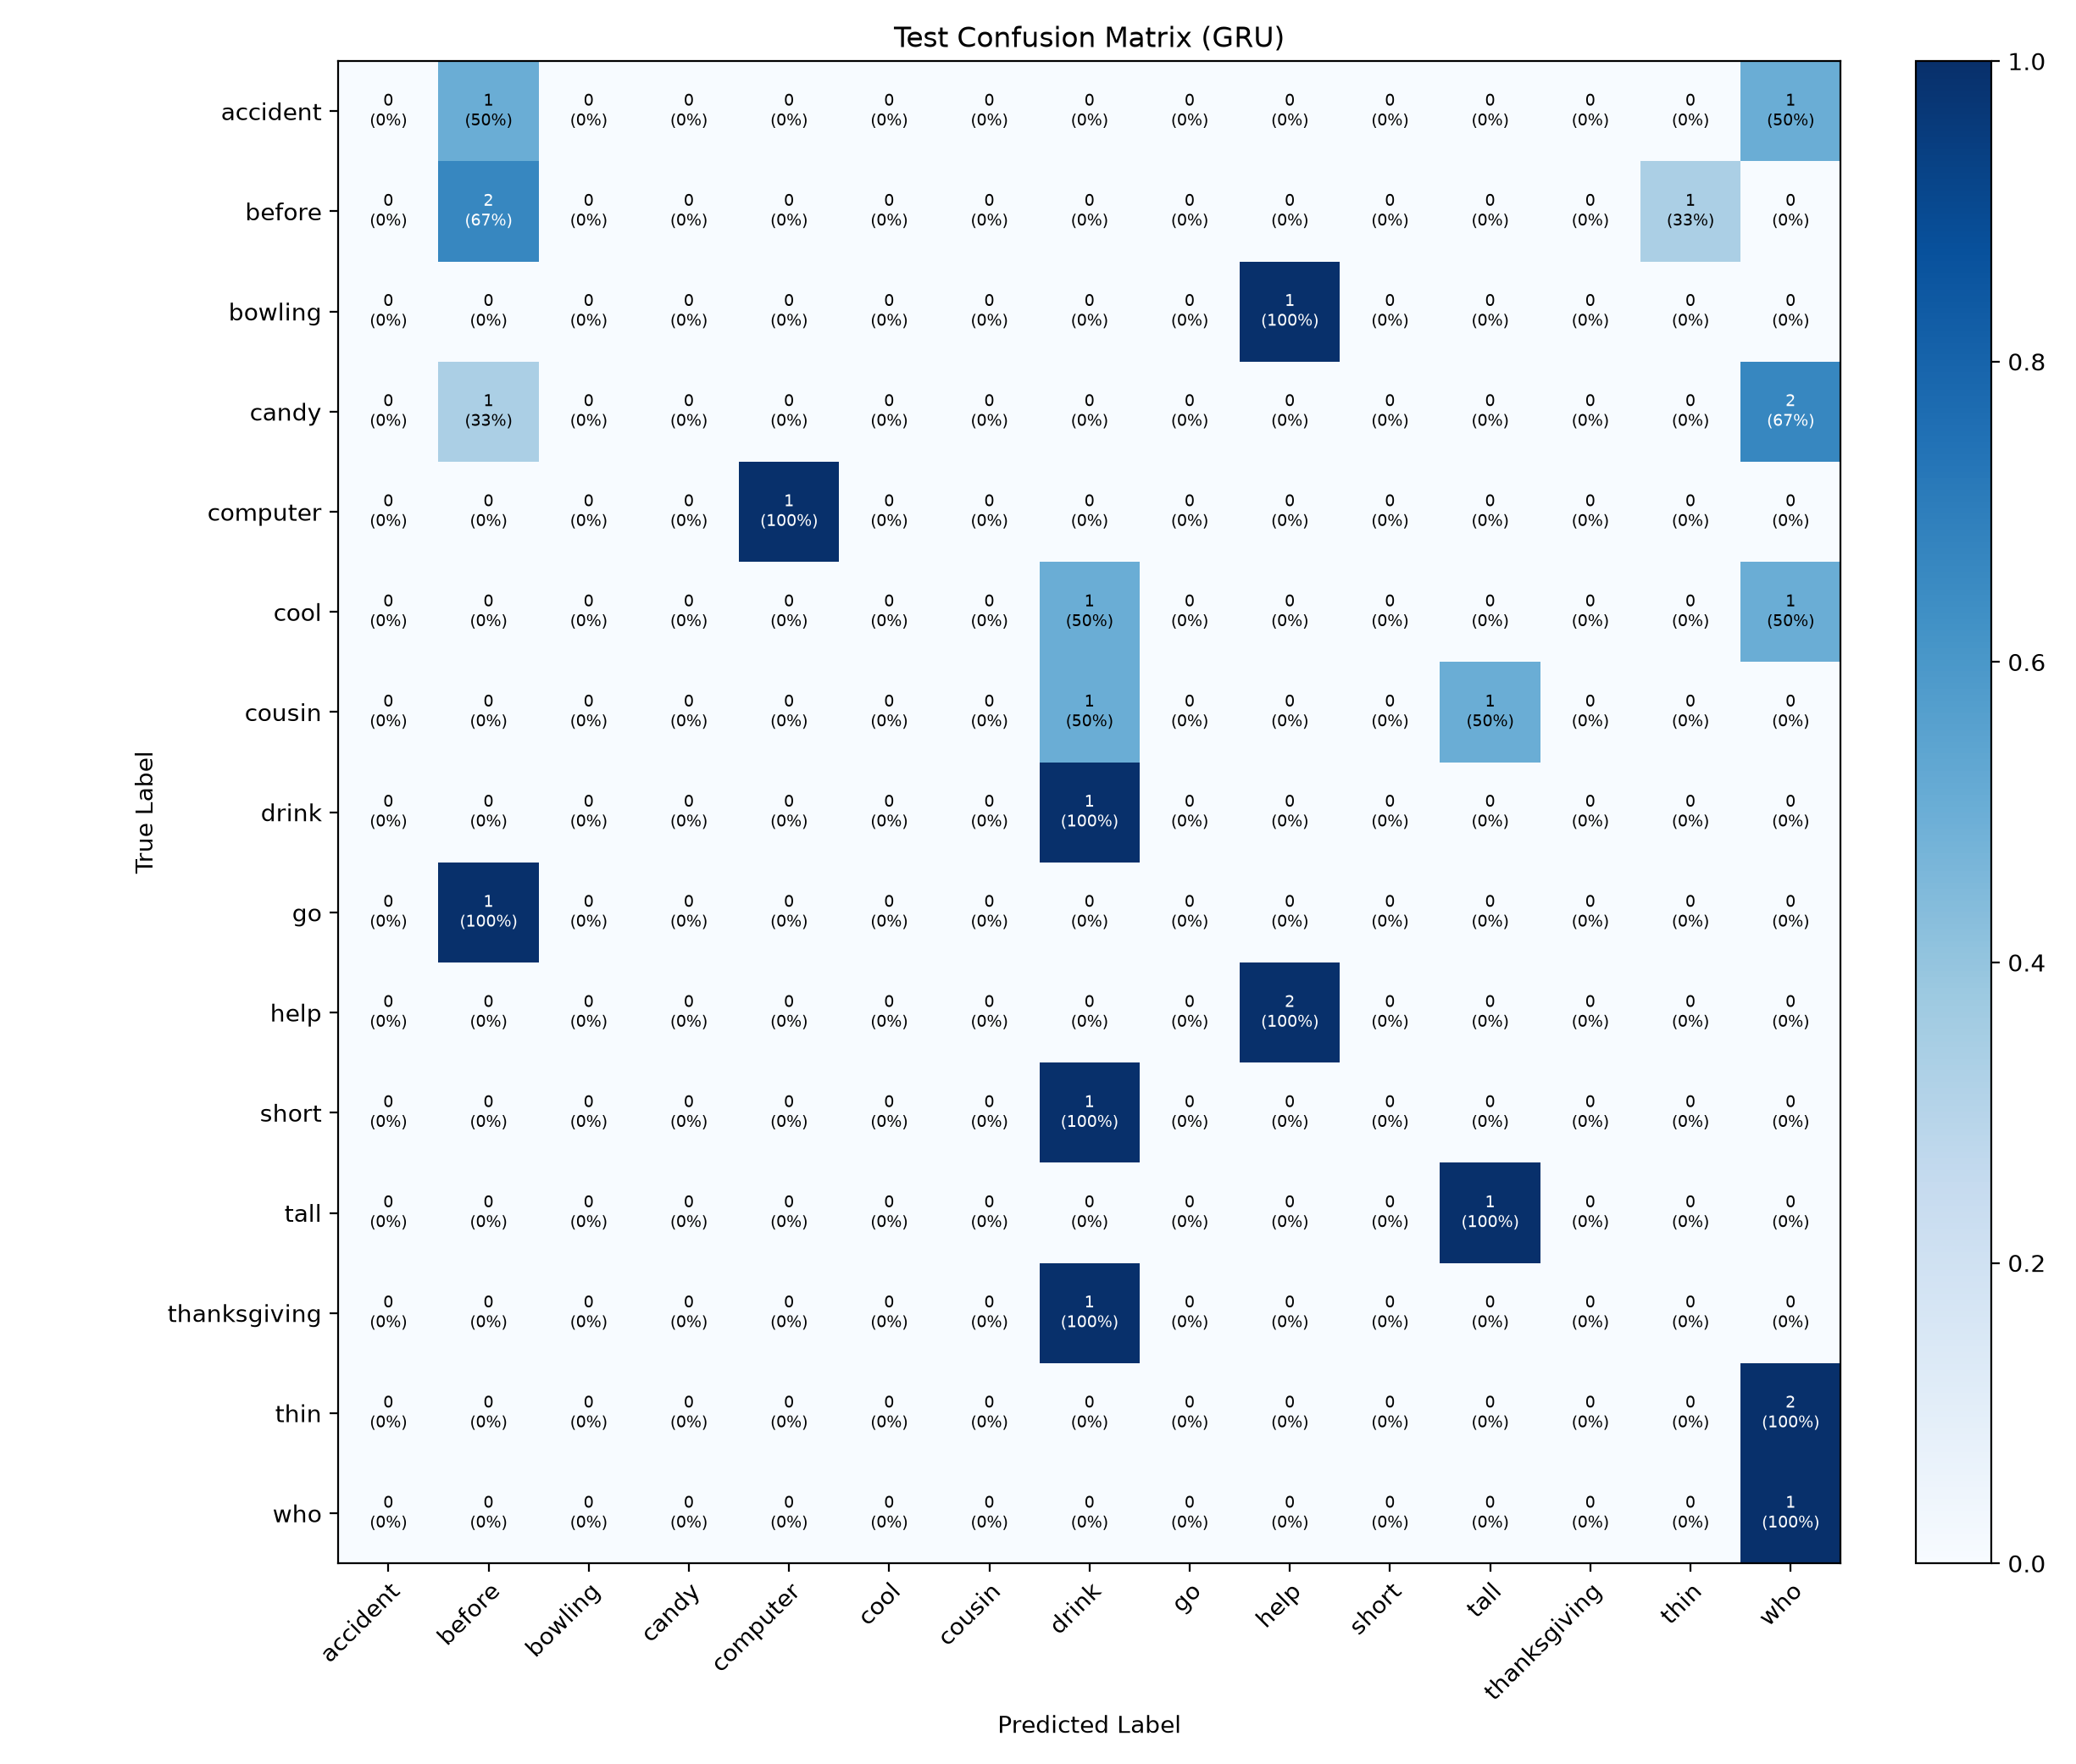 Test Confusion Matrix (GRU)
accident 0 1 0 0 0 0 0 0 0 0 0 0 0 0 1
(0%) (50%) (0%) (0%) (0%) (0%) (0%) (0%) (0%) (0%) (0%) (0%) (0%) (0%) (50%)
before 0 2 0 0 0 0 0 0 0 0 0 0 0 1 0
(0%) (67%) (0%) (0%) (0%) (0%) (0%) (0%) (0%) (0%) (0%) (0%) (0%) (33%) (0%)
bowling 0 0 0 0 0 0 0 0 0 1 0 0 0 0 0
(0%) (0%) (0%) (0%) (0%) (0%) (0%) (0%) (0%) (100%) (0%) (0%) (0%) (0%) (0%)
candy 0 1 0 0 0 0 0 0 0 0 0 0 0 0 2
(0%) (33%) (0%) (0%) (0%) (0%) (0%) (0%) (0%) (0%) (0%) (0%) (0%) (0%) (67%)
computer 0 0 0 0 1 0 0 0 0 0 0 0 0 0 0
(0%) (0%) (0%) (0%) (100%) (0%) (0%) (0%) (0%) (0%) (0%) (0%) (0%) (0%) (0%)
cool 0 0 0 0 0 0 0 1 0 0 0 0 0 0 1
(0%) (0%) (0%) (0%) (0%) (0%) (0%) (50%) (0%) (0%) (0%) (0%) (0%) (0%) (50%)
cousin 0 0 0 0 0 0 0 1 0 0 0 1 0 0 0
(0%) (0%) (0%) (0%) (0%) (0%) (0%) (50%) (0%) (0%) (0%) (50%) (0%) (0%) (0%)
drink 0 0 0 0 0 0 0 1 0 0 0 0 0 0 0
(0%) (0%) (0%) (0%) (0%) (0%) (0%) (100%) (0%) (0%) (0%) (0%) (0%) (0%) (0%)
go 0 1 0 0 0 0 0 0 0 0 0 0 0 0 0
(0%) (100%) (0%) (0%) (0%) (0%) (0%) (0%) (0%) (0%) (0%) (0%) (0%) (0%) (0%)
help 0 0 0 0 0 0 0 0 0 2 0 0 0 0 0
(0%) (0%) (0%) (0%) (0%) (0%) (0%) (0%) (0%) (100%) (0%) (0%) (0%) (0%) (0%)
short 0 0 0 0 0 0 0 1 0 0 0 0 0 0 0
(0%) (0%) (0%) (0%) (0%) (0%) (0%) (100%) (0%) (0%) (0%) (0%) (0%) (0%) (0%)
tall 0 0 0 0 0 0 0 0 0 0 0 1 0 0 0
(0%) (0%) (0%) (0%) (0%) (0%) (0%) (0%) (0%) (0%) (0%) (100%) (0%) (0%) (0%)
thanksgiving 0 0 0 0 0 0 0 1 0 0 0 0 0 0 0
(0%) (0%) (0%) (0%) (0%) (0%) (0%) (100%) (0%) (0%) (0%) (0%) (0%) (0%) (0%)
thin 0 0 0 0 0 0 0 0 0 0 0 0 0 0 2
(0%) (0%) (0%) (0%) (0%) (0%) (0%) (0%) (0%) (0%) (0%) (0%) (0%) (0%) (100%)
who 0 0 0 0 0 0 0 0 0 0 0 0 0 0 1
(0%) (0%) (0%) (0%) (0%) (0%) (0%) (0%) (0%) (0%) (0%) (0%) (0%) (0%) (100%)
True Label
accident before bowling candy computer cool cousin drink go help short tall thanksgiving thin who
Predicted Label
1.0
0.8
0.6
0.4
0.2
0.0